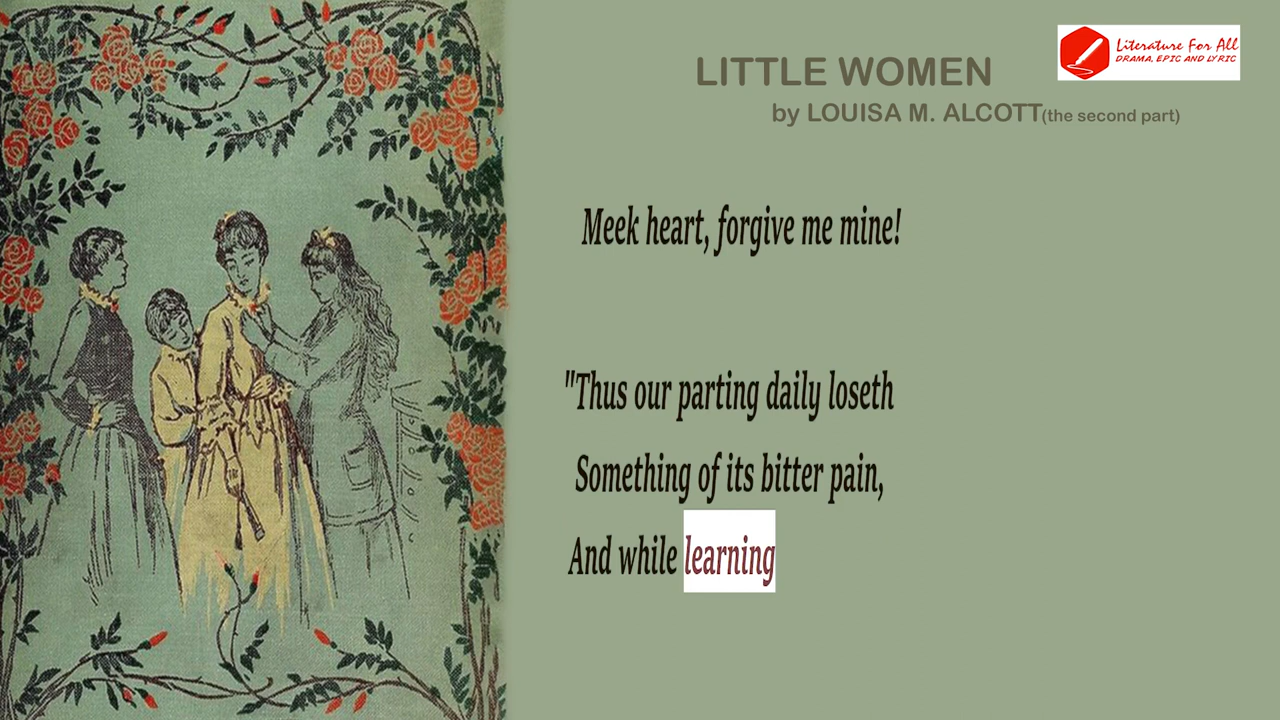 LITTLE WOMEN
by LOUISA M. ALCOTT(the second part)
Literature For All
DRAMA, EPIC AND LYRIC
Meek heart, forgive me mine!
"Thus our parting daily loseth
Something of its bitter pain,
And while learning